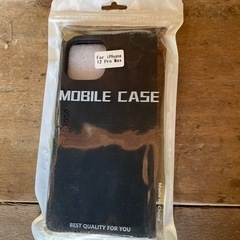 For iPhone
12 Pro Max
MOBILE CASE
BEST QUALITY FOR YOU